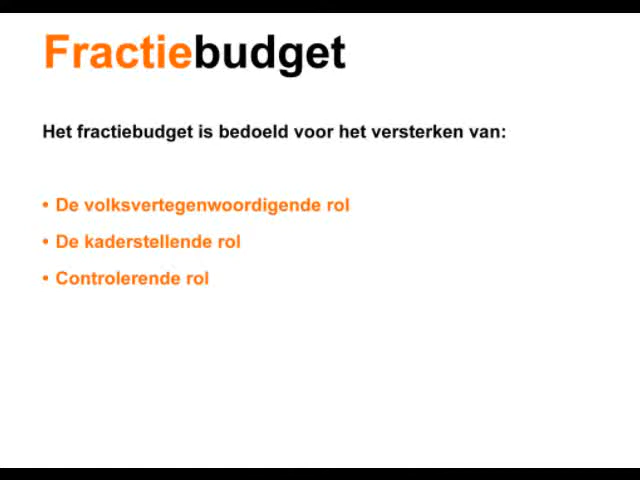 Fractiebudget
Het fractiebudget is bedoeld voor het versterken van:
• De volksvertegenwoordigende rol
• De kaderstellende rol
• Controlerende rol